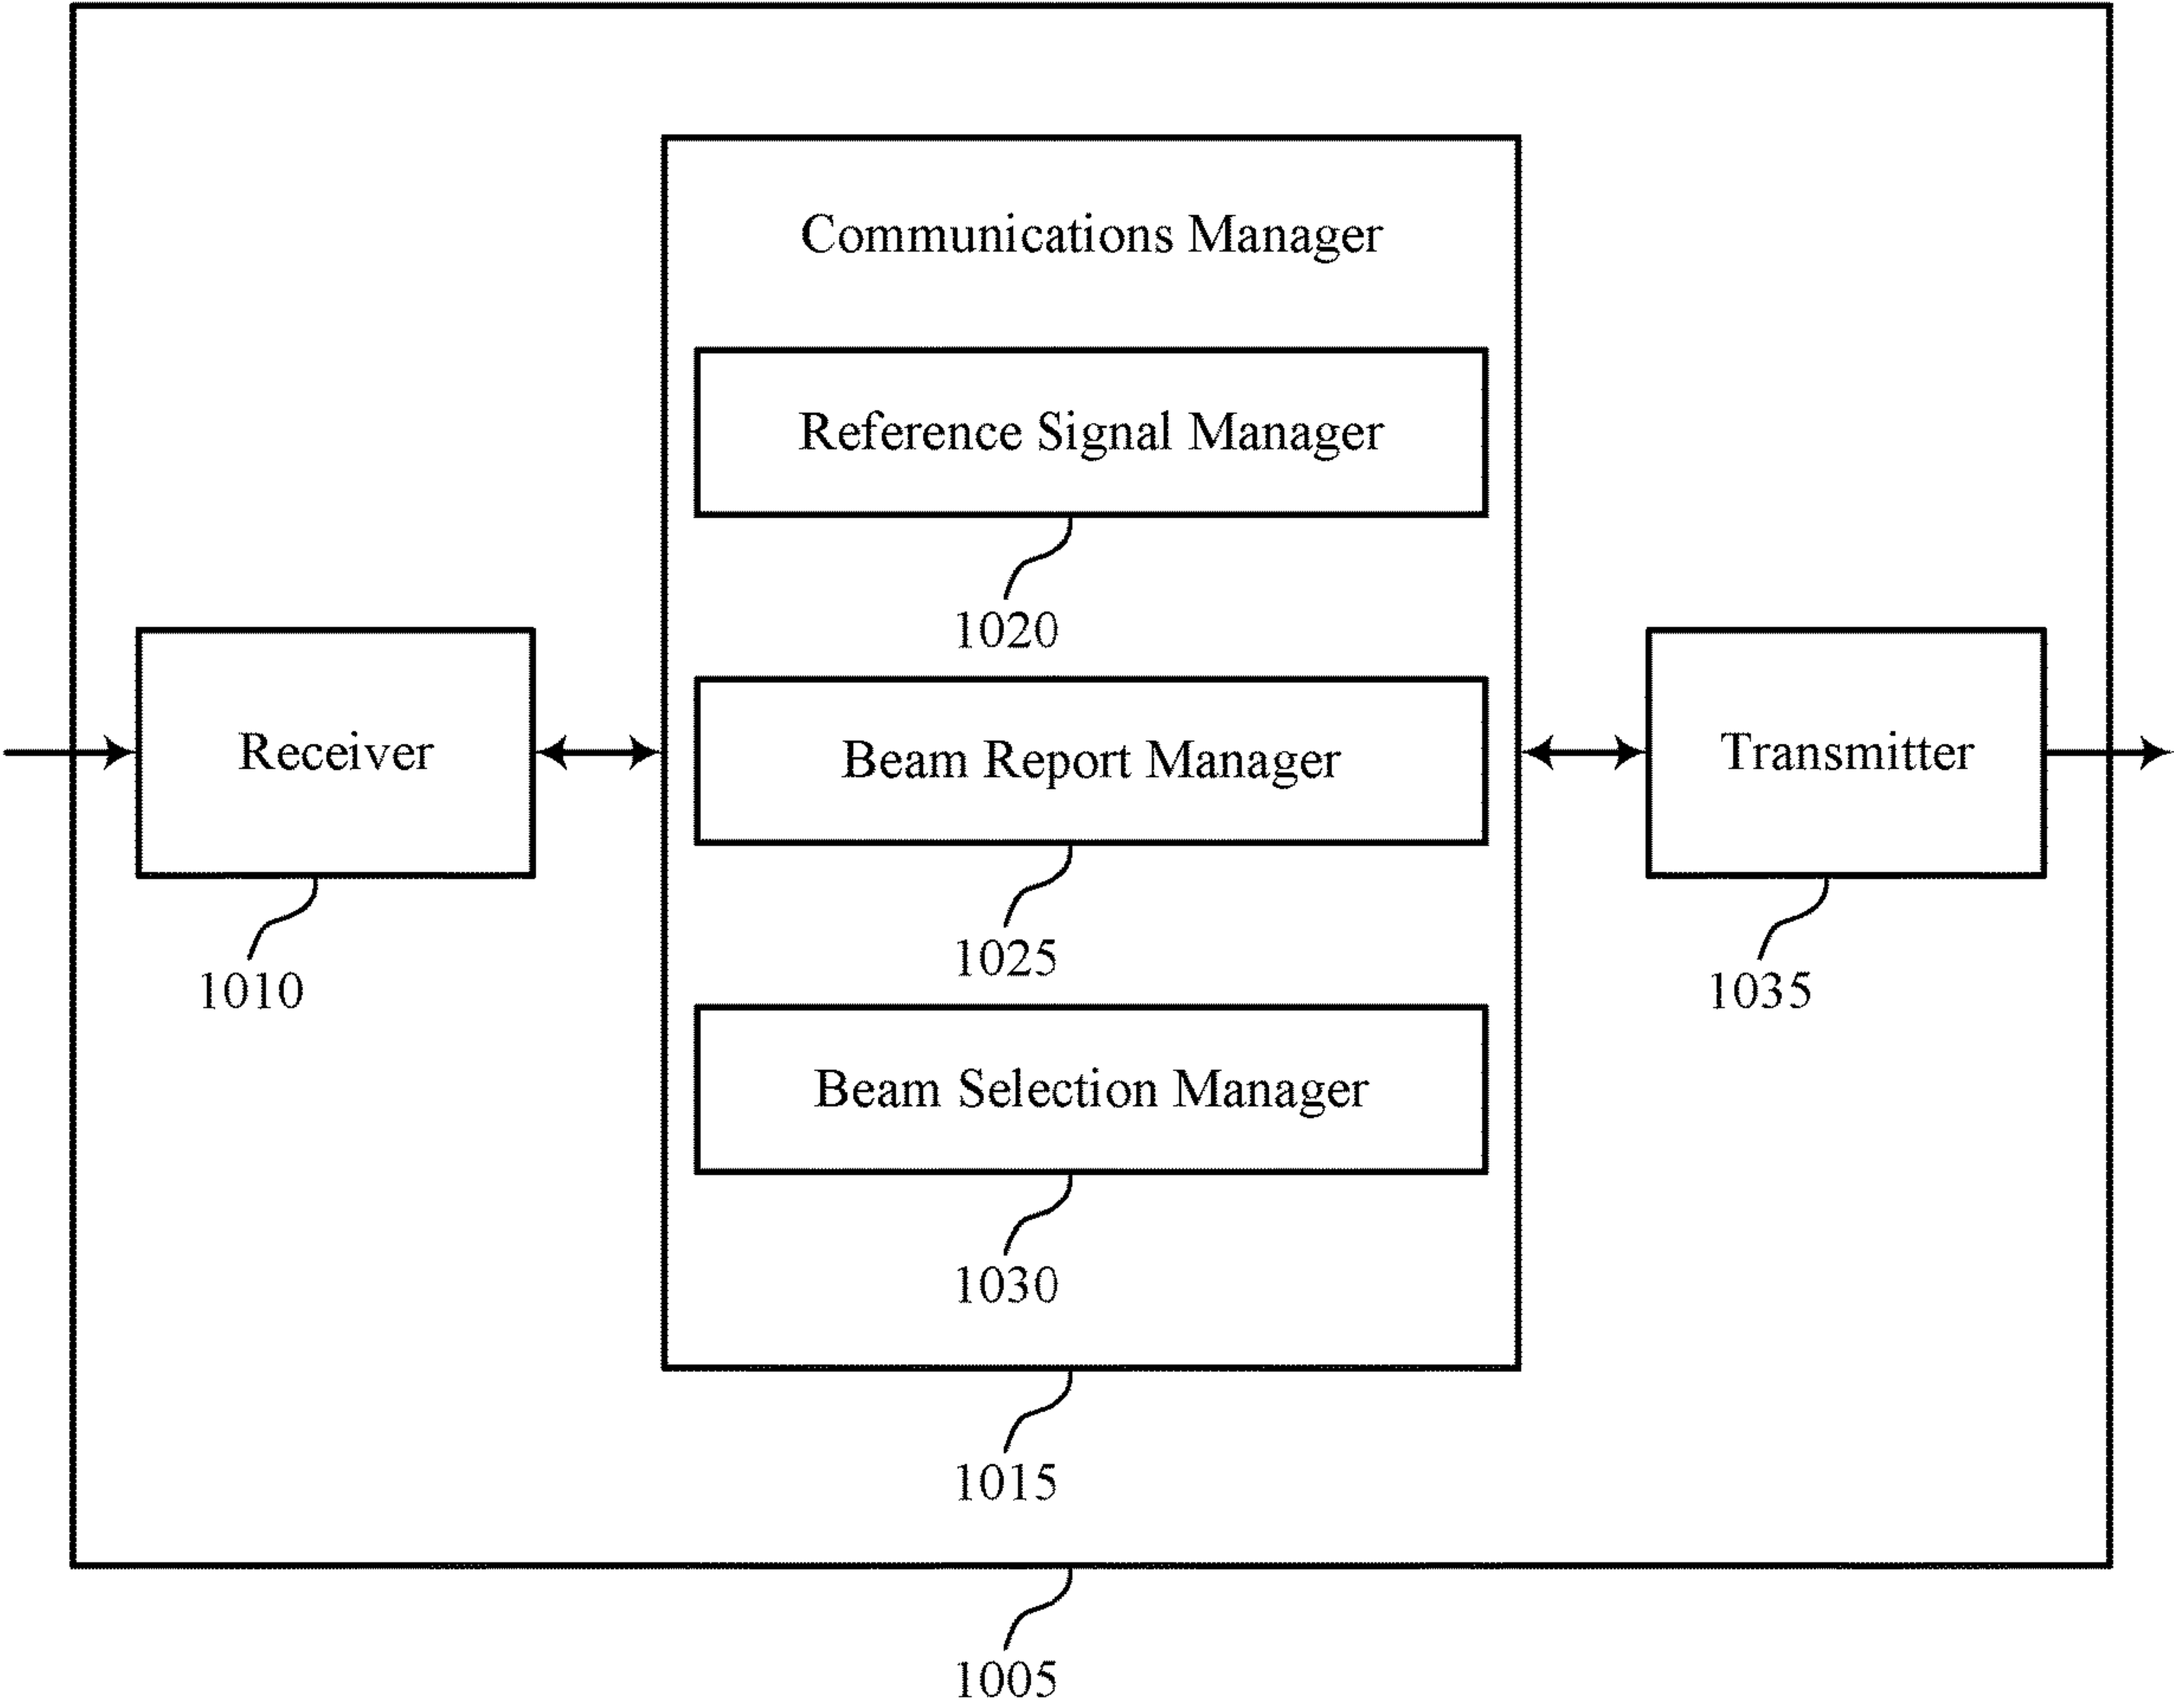 Communications Manager
Reference Signal Manager
1020
Receiver
Beam Report Manager
Transmitter
1025
1010
1035
Beam Selection Manager
1030
1015
1005